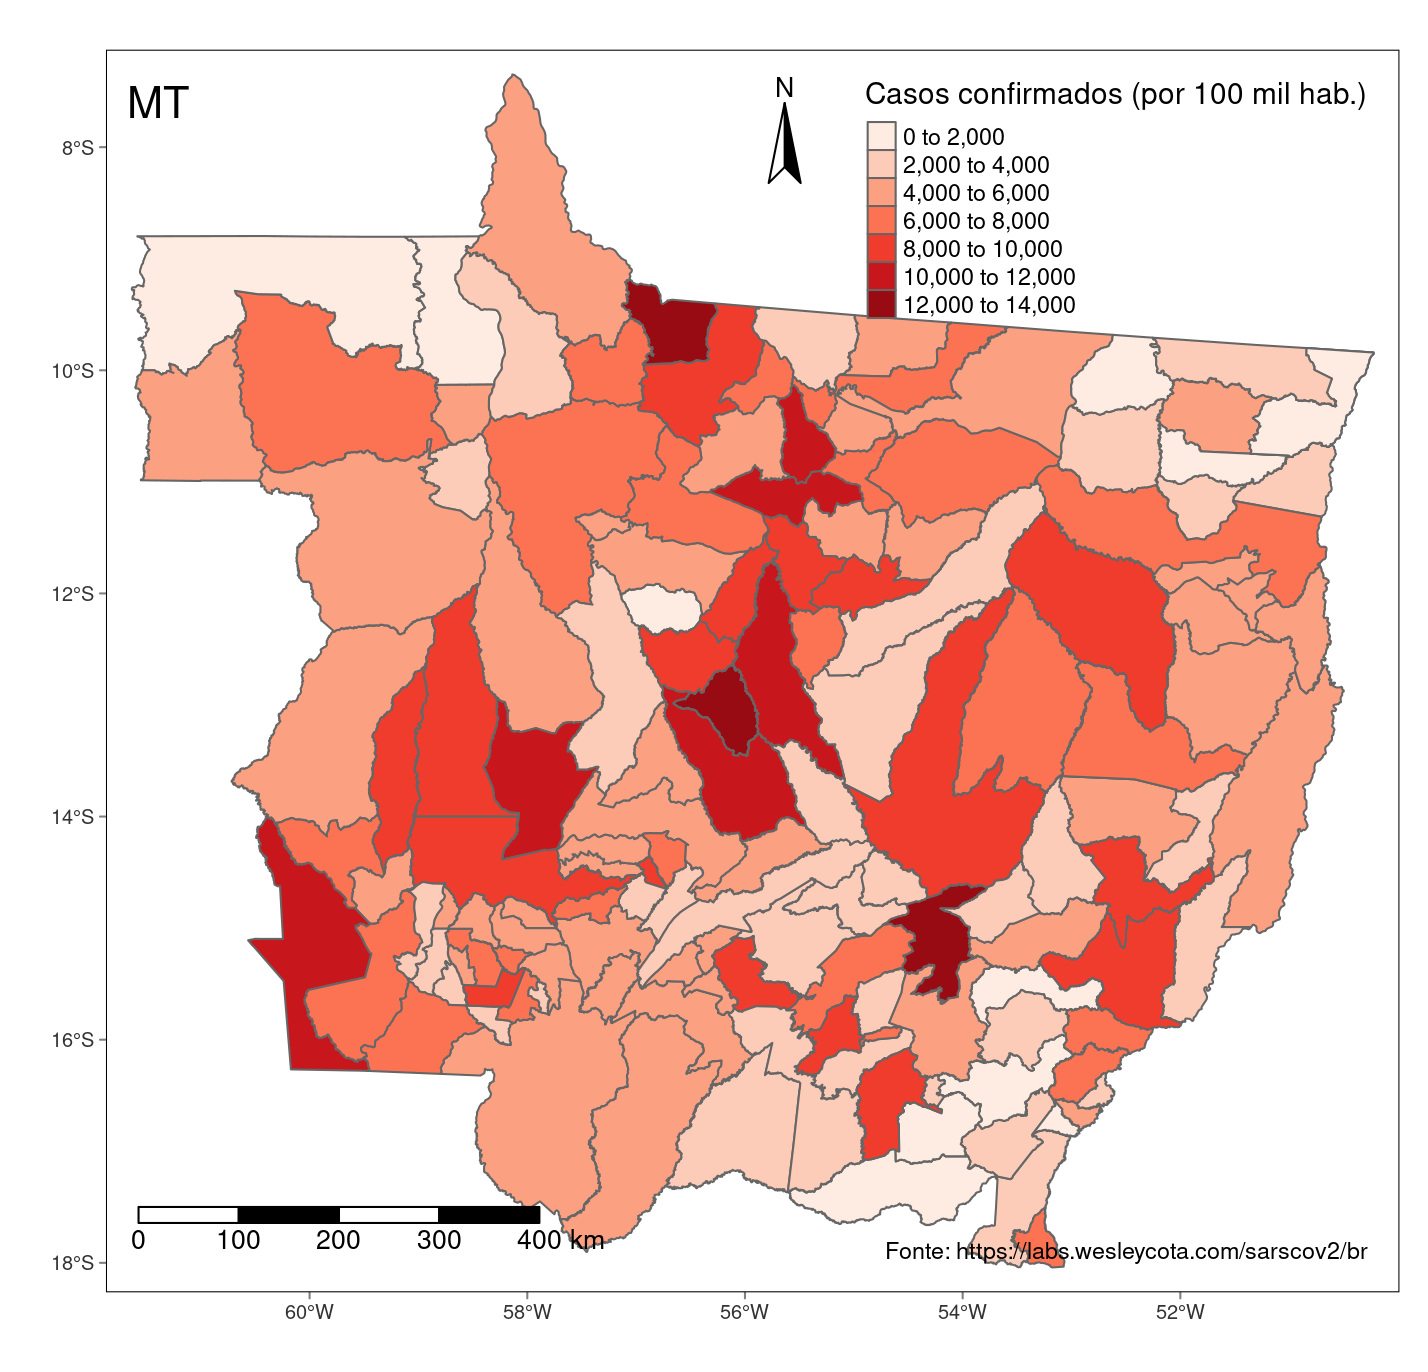 MT
N
Casos confirmados (por 100 mil hab.)
0 to 2,000
2,000 to 4,000
4,000 to 6,000
6,000 to 8,000
8,000 to 10,000
10,000 to 12,000
12,000 to 14,000
8°S
10°S
12°S
14°S
16°S
18°S
0 100 200 300 400 km
Fonte: https://labs.wesleycota.com/sarscov2/br
60°W 58°W 56°W 54°W 52°W